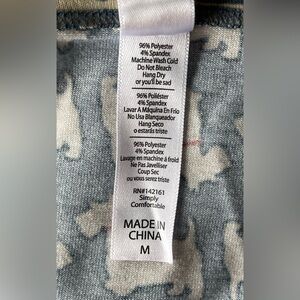 96% Polyester
4% Spandex
Machine Wash Cold
Do Not Bleach
Hang Dry
or you'll be sad
96% Poliéster
4% Spandex
Lavar A Máquina En Frío
No Usa Blanqueador
Hang Seco
o estarás triste
96% Polyester
4% Spandex
Lavage en machine à froid
Ne Pas Javelliser
Coup Sec
ou vous serez triste
RN#142161
Simply
Comfortable
MADE IN
CHINA
M